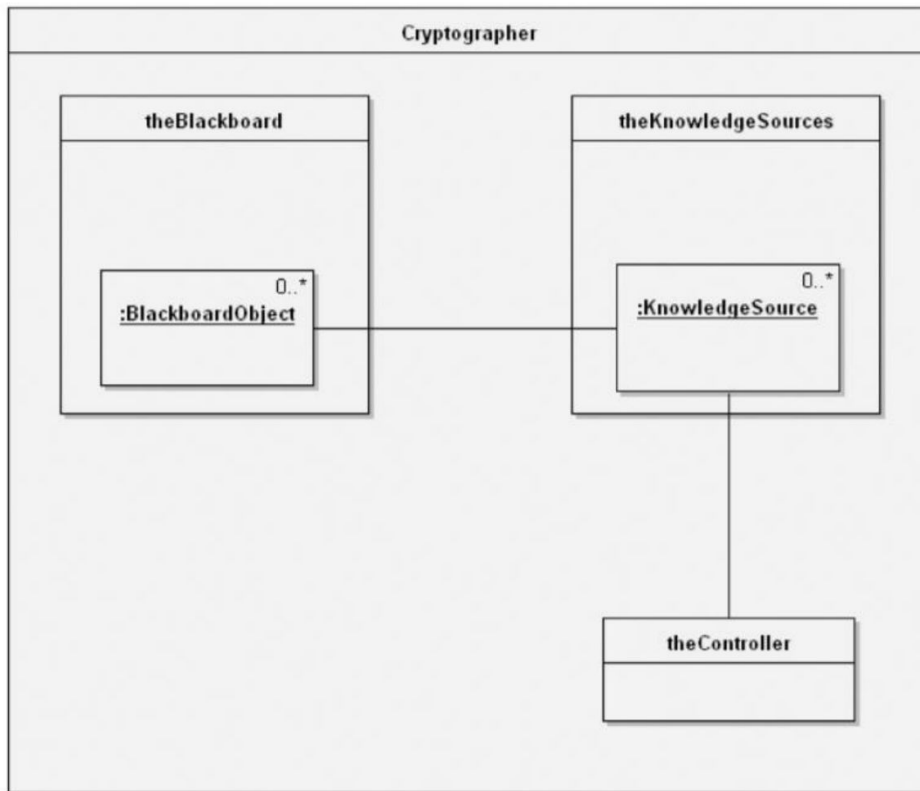 Cryptographer
theBlackboard
theKnowledgeSources
0..*
:BlackboardObject
0..*
:KnowledgeSource
theController